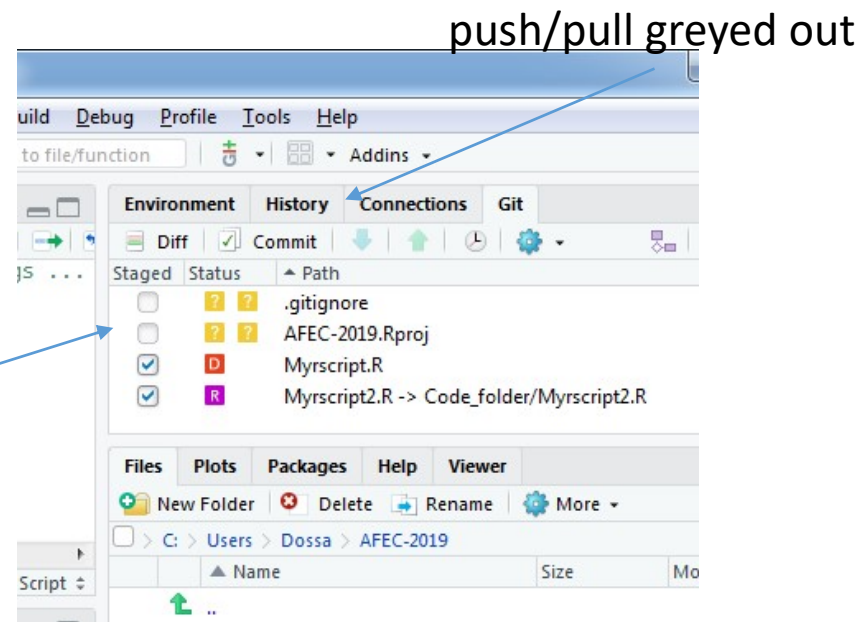 push/pull greyed out
uild Debug Profile Tools Help
to file/function Addins
Environment History Connections Git
Diff Commit
gs ...
Staged Status Path
? ? .gitignore
? ? AFEC-2019.Rproj
D Myrscript.R
R Myrscript2.R -> Code_folder/Myrscript2.R
Files Plots Packages Help Viewer
New Folder Delete Rename More
> C: > Users > Dossa > AFEC-2019
Name Size Mo
Script
..